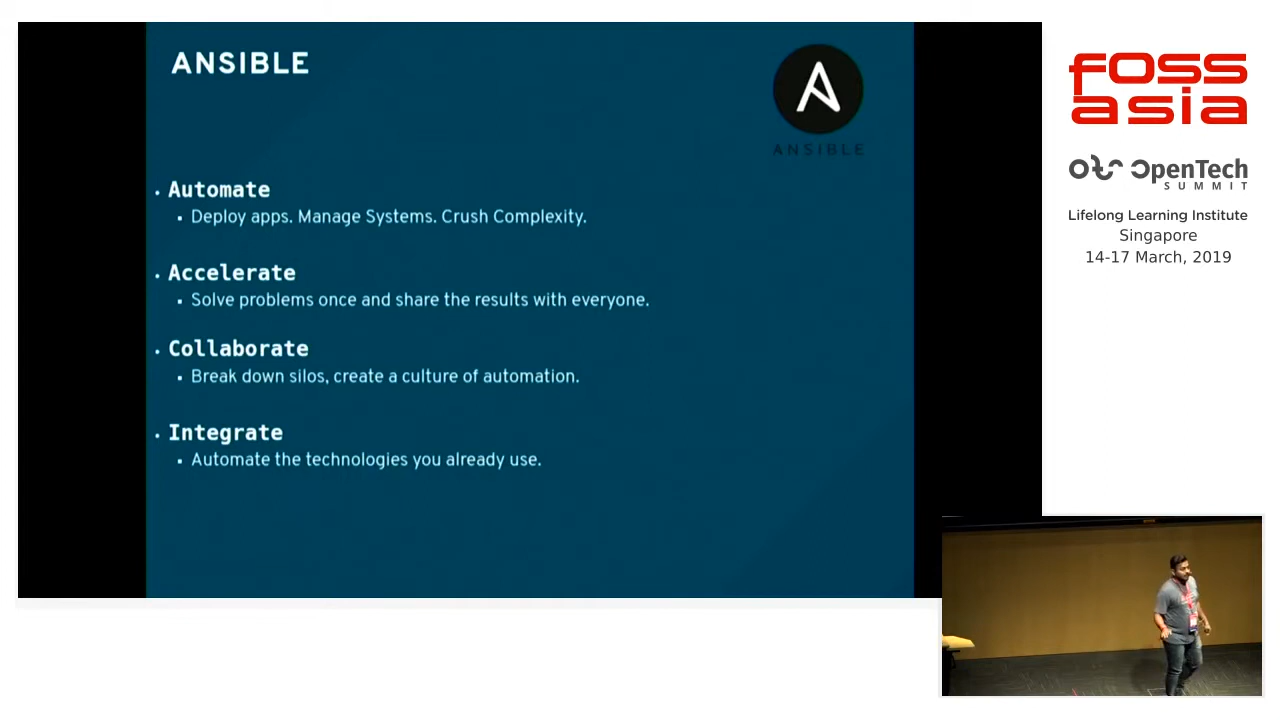 ANSIBLE
ANSIBLE
Automate
Deploy apps. Manage Systems. Crush Complexity.
Accelerate
Solve problems once and share the results with everyone.
Collaborate
Break down silos, create a culture of automation.
Integrate
Automate the technologies you already use.
foss
asia
OpenTech
SUMMIT
Lifelong Learning Institute
Singapore
14-17 March, 2019